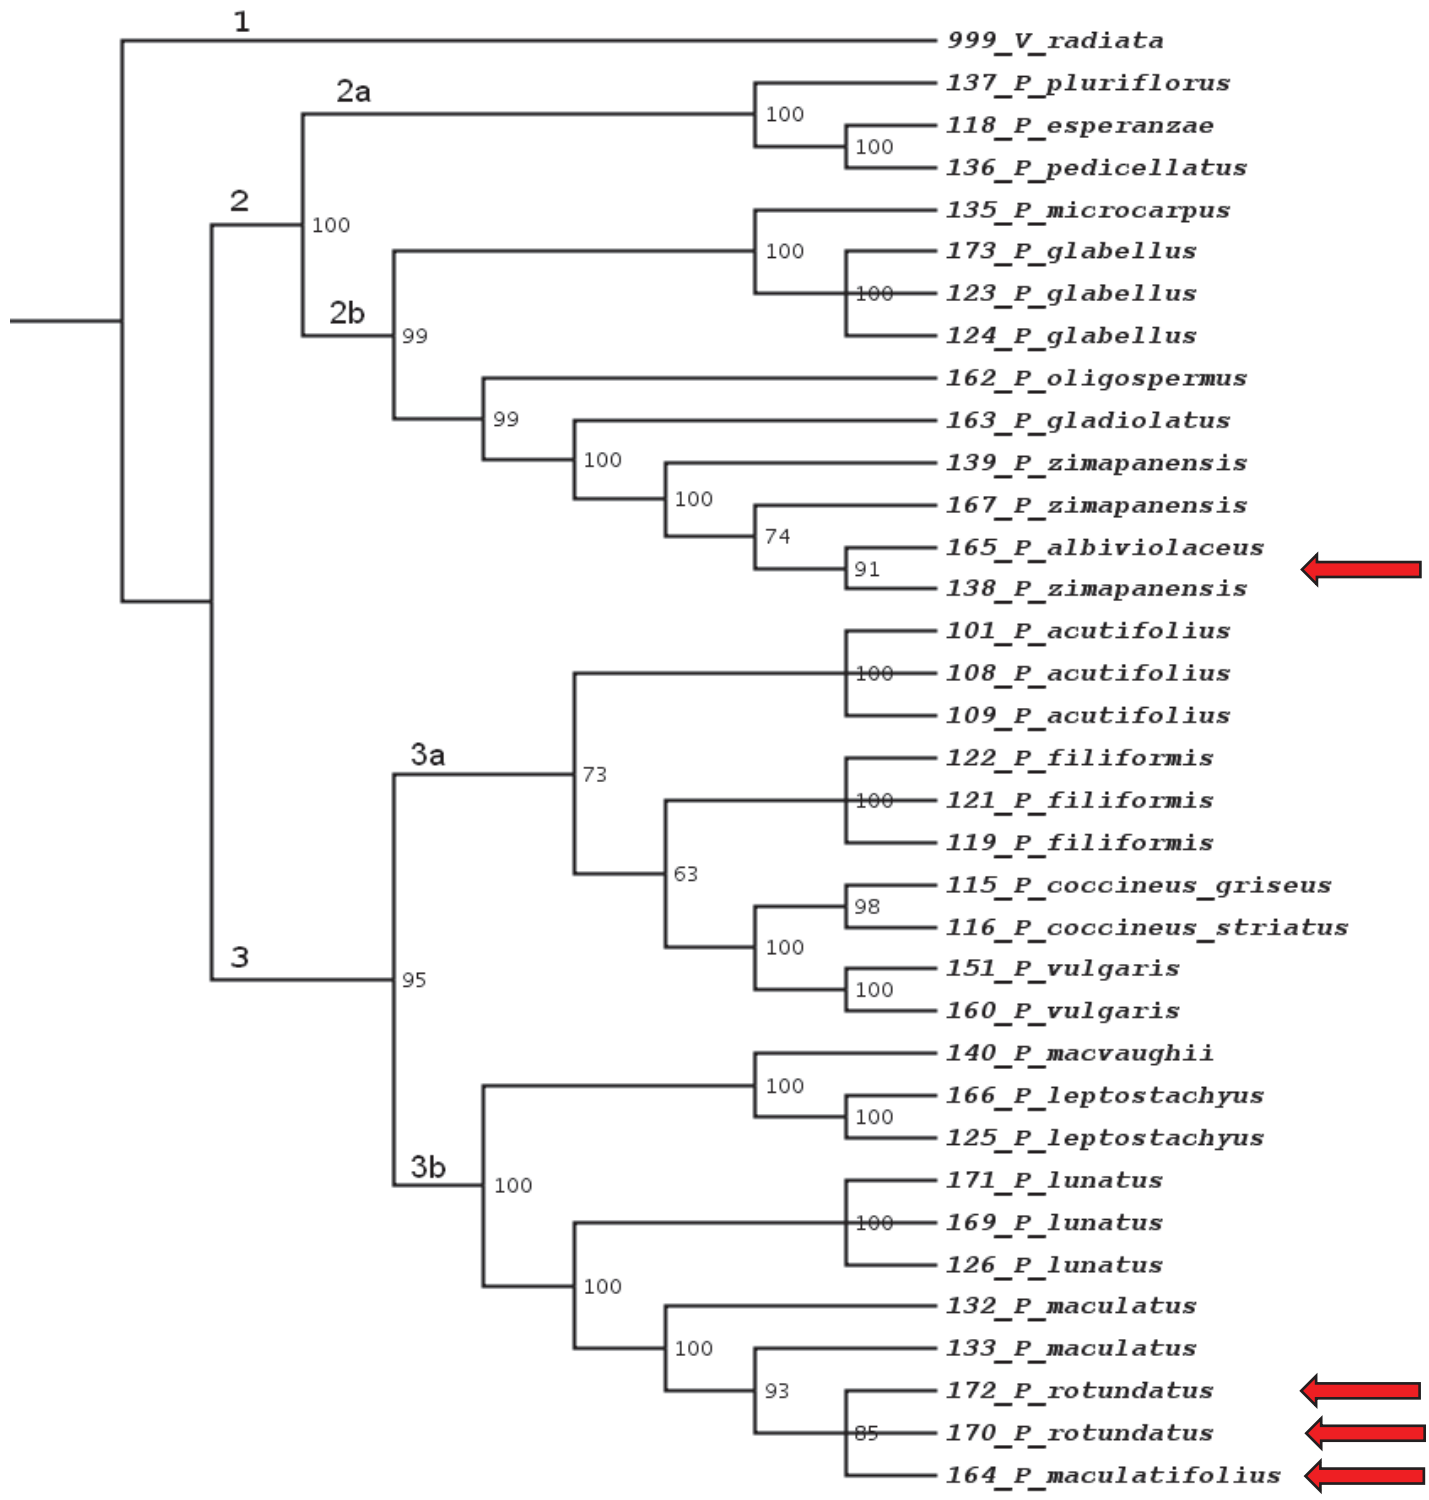 1
999_V_radiata
137_P_pluriflorus
2a
100
118_P_esperanzae
100
136_P_pedicellatus
2
135_P_microcarpus
100
173_P_glabellus
100
123_P_glabellus
100
2b
124_P_glabellus
99
162_P_oligospermus
99
163_P_gladiolatus
100
139_P_zimapanensis
100
167_P_zimapanensis
74
165_P_albiviolaceus
91
138_P_zimapanensis
101_P_acutifolius
108_P_acutifolius
100
109_P_acutifolius
3a
122_P_filiformis
73
121_P_filiformis
100
119_P_filiformis
63
115_P_coccineus_griseus
98
116_P_coccineus_striatus
100
3
151_P_vulgaris
95
100
160_P_vulgaris
140_P_macvaughii
100
166_P_leptostachyus
100
125_P_leptostachyus
3b
171_P_lunatus
100
169_P_lunatus
100
126_P_lunatus
100
132_P_maculatus
100
133_P_maculatus
93
172_P_rotundatus
170_P_rotundatus
85
164_P_maculatifolius